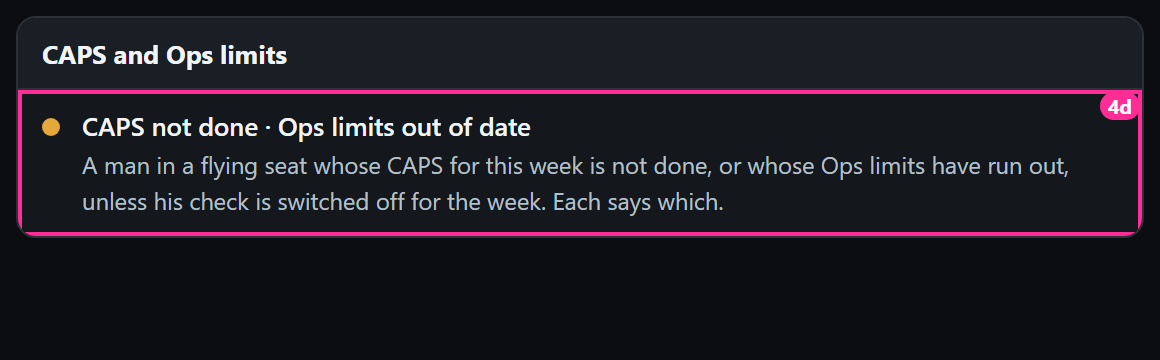 CAPS and Ops limits
4d
CAPS not done · Ops limits out of date
A man in a flying seat whose CAPS for this week is not done, or whose Ops limits have run out,
unless his check is switched off for the week. Each says which.